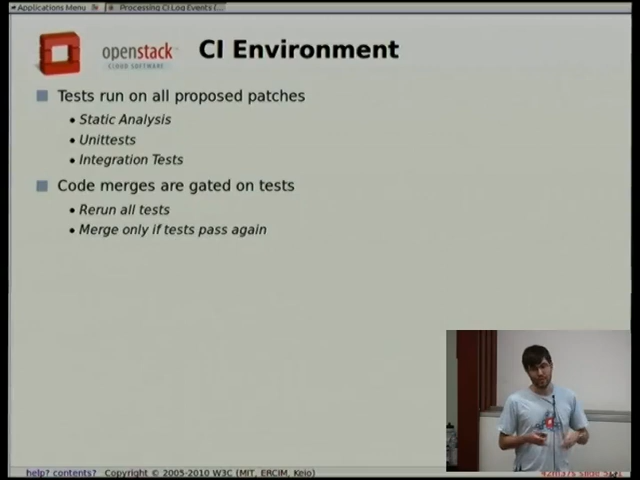 Applications Menu
Processing CI Log Events (...
openstack
CLOUD SOFTWARE
CI Environment
Tests run on all proposed patches
Static Analysis
Unittests
Integration Tests
Code merges are gated on tests
Rerun all tests
Merge only if tests pass again
help? contents? Copyright © 2005-2010 W3C (MIT, ERCIM, Keio)